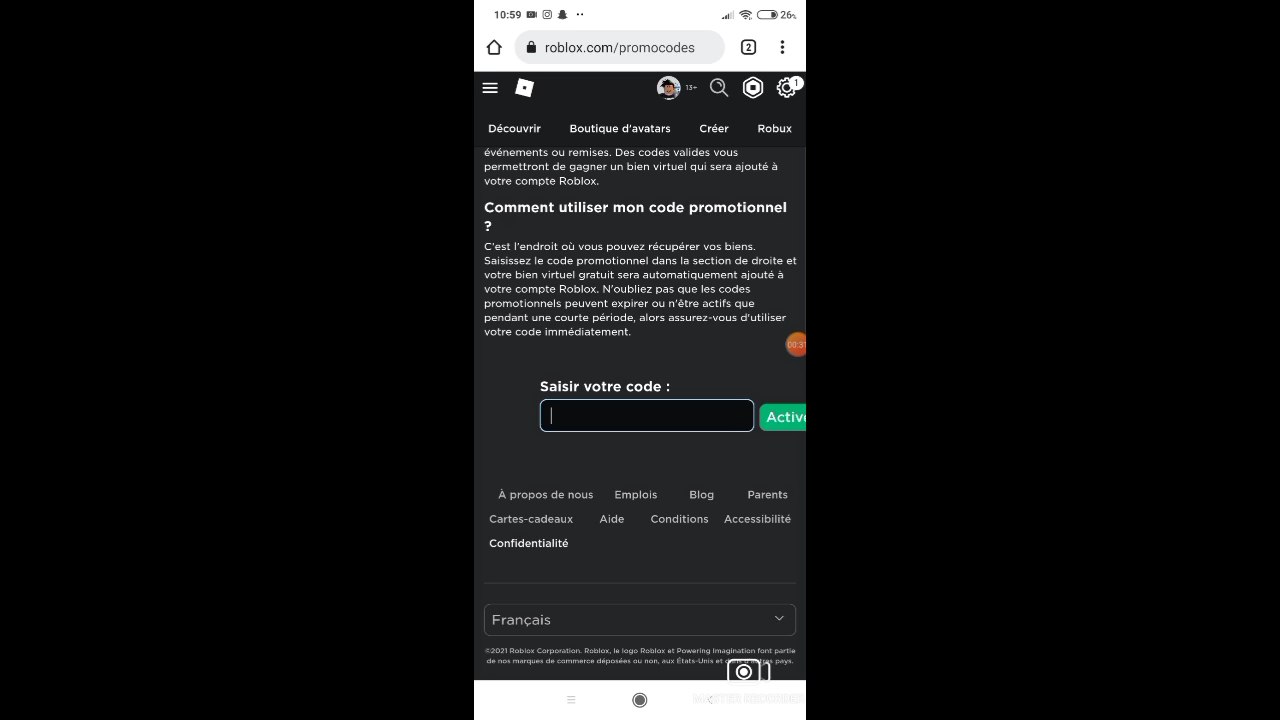 10:59
26%
roblox.com/promocodes
2
13+
1
Découvrir Boutique d'avatars Créer Robux
événements ou remises. Des codes valides vous
permettront de gagner un bien virtuel qui sera ajouté à
votre compte Roblox.
Comment utiliser mon code promotionnel
?
C'est l'endroit où vous pouvez récupérer vos biens.
Saisissez le code promotionnel dans la section de droite et
votre bien virtuel gratuit sera automatiquement ajouté à
votre compte Roblox. N'oubliez pas que les codes
promotionnels peuvent expirer ou n'être actifs que
pendant une courte période, alors assurez-vous d'utiliser
votre code immédiatement.
00:31
Saisir votre code :
Active
À propos de nous Emplois Blog Parents
Cartes-cadeaux Aide Conditions Accessibilité
Confidentialité
Français
©2021 Roblox Corporation. Roblox, le logo Roblox et Powering Imagination font partie
de nos marques de commerce déposées ou non, aux États-Unis et dans d'autres pays.